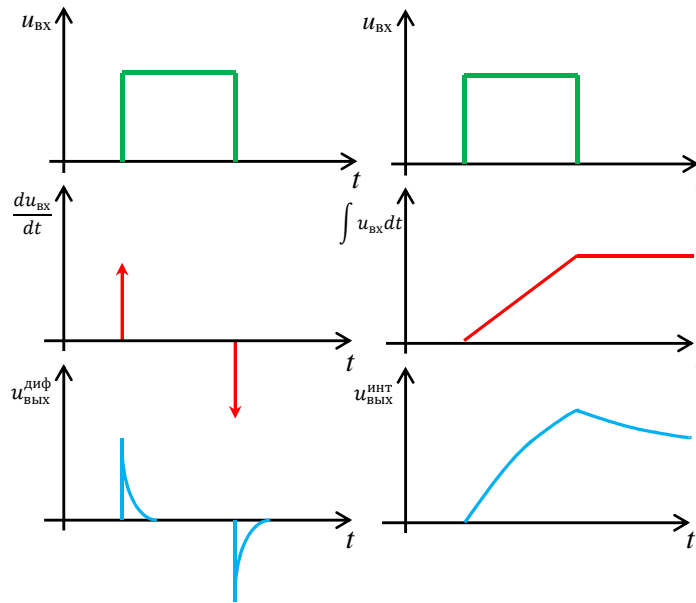 u_вх
t
u_вх
t
du_вх/dt
t
∫ u_вх dt
t
u_вых^диф
t
u_вых^инт
t